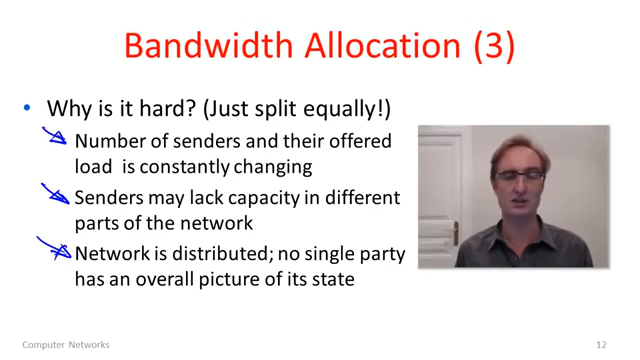 Bandwidth Allocation (3)
• Why is it hard? (Just split equally!)
Number of senders and their offered
load is constantly changing
Senders may lack capacity in different
parts of the network
Network is distributed; no single party
has an overall picture of its state
Computer Networks
12